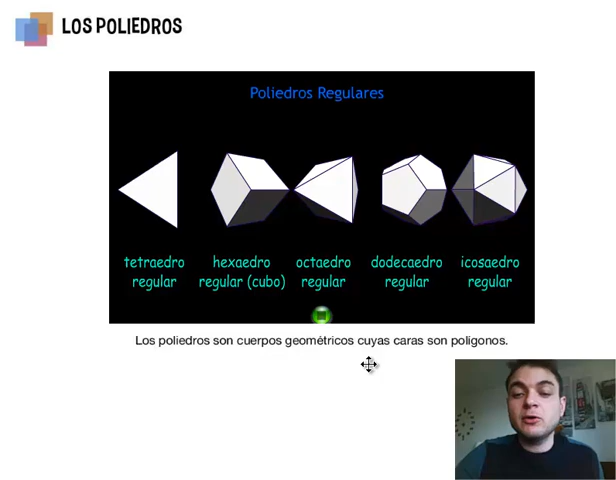 LOS POLIEDROS
Poliedros Regulares
tetraedro
regular
hexaedro
regular (cubo)
octaedro
regular
dodecaedro
regular
icosaedro
regular
Los poliedros son cuerpos geométricos cuyas caras son polígonos.